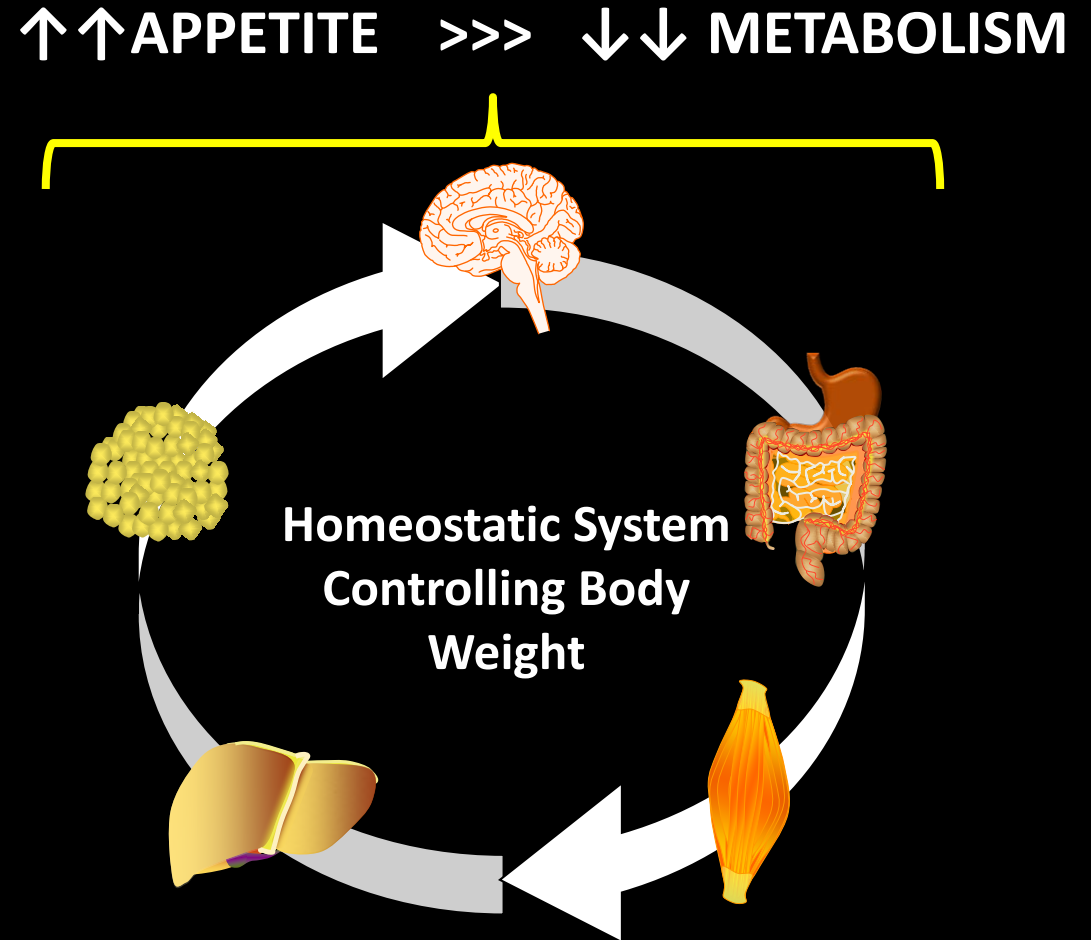 ↑↑APPETITE >>> ↓↓ METABOLISM
Homeostatic System
Controlling Body
Weight